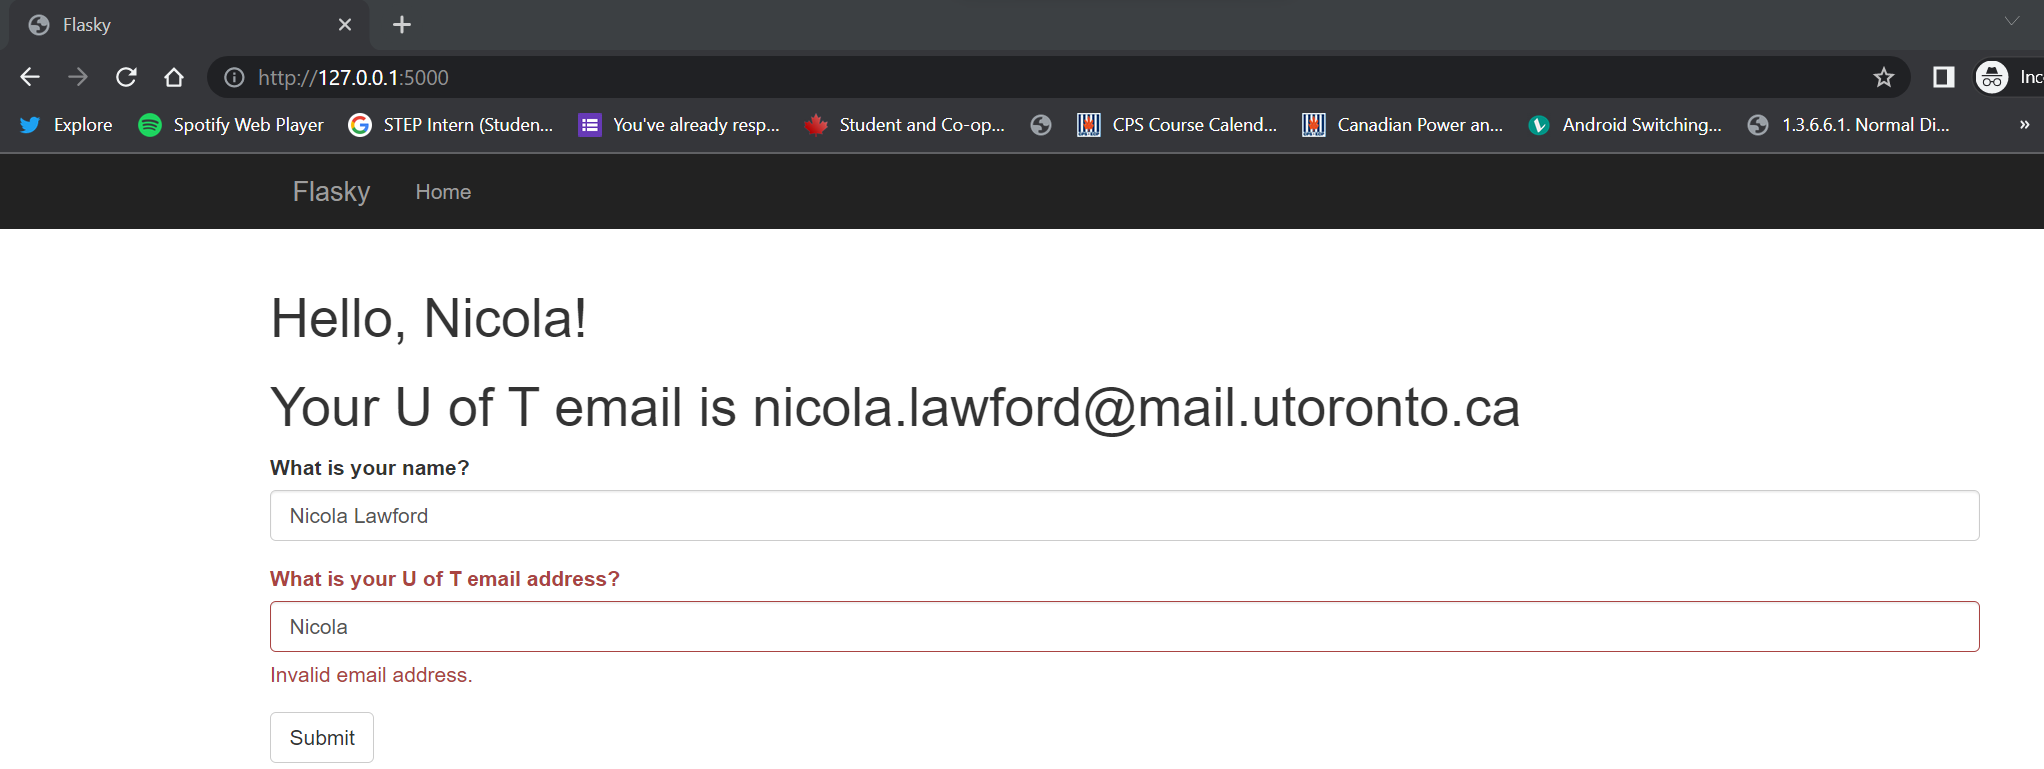 Flasky
http://127.0.0.1:5000
Inc
Explore Spotify Web Player STEP Intern (Studen... You've already resp... Student and Co-op... CPS Course Calend... Canadian Power an... Android Switching... 1.3.6.6.1. Normal Di... »
Flasky Home
Hello, Nicola!
Your U of T email is nicola.lawford@mail.utoronto.ca
What is your name?
Nicola Lawford
What is your U of T email address?
Nicola
Invalid email address.
Submit